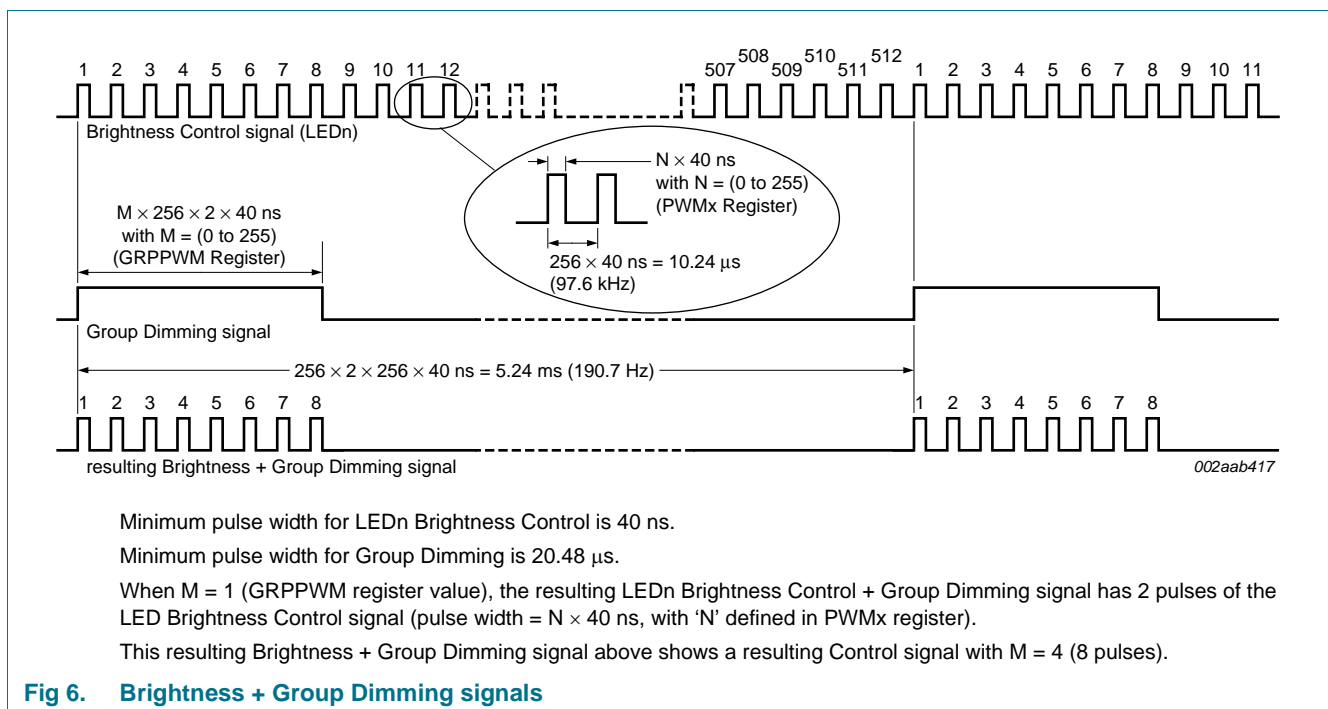 1 2 3 4 5 6 7 8 9 10 11 12 507 508 509 510 511 512 1 2 3 4 5 6 7 8 9 10 11
Brightness Control signal (LEDn)
N × 40 ns
with N = (0 to 255)
(PWMx Register)
256 × 40 ns = 10.24 μs
(97.6 kHz)
M × 256 × 2 × 40 ns
with M = (0 to 255)
(GRPPWM Register)
Group Dimming signal
256 × 2 × 256 × 40 ns = 5.24 ms (190.7 Hz)
1 2 3 4 5 6 7 8 1 2 3 4 5 6 7 8
resulting Brightness + Group Dimming signal
002aab417
Minimum pulse width for LEDn Brightness Control is 40 ns.
Minimum pulse width for Group Dimming is 20.48 μs.
When M = 1 (GRPPWM register value), the resulting LEDn Brightness Control + Group Dimming signal has 2 pulses of the
LED Brightness Control signal (pulse width = N × 40 ns, with ‘N’ defined in PWMx register).
This resulting Brightness + Group Dimming signal above shows a resulting Control signal with M = 4 (8 pulses).
Fig 6. Brightness + Group Dimming signals